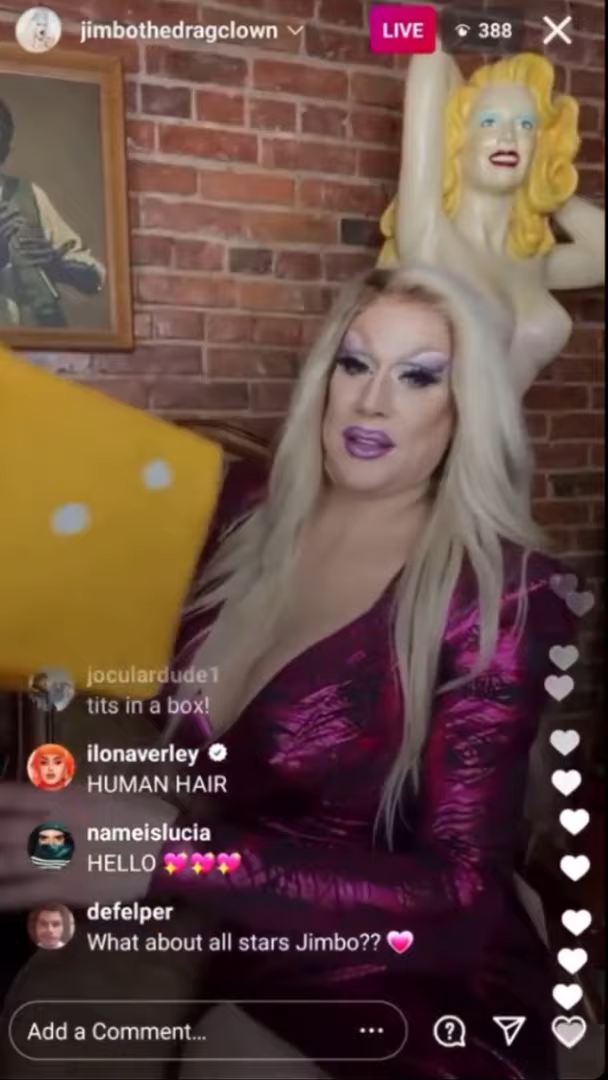 jimbothedragclown
LIVE
388
joculardude1
tits in a box!
ilonaverley
HUMAN HAIR
nameislucia
HELLO 💖💖💖
defelper
What about all stars Jimbo?? 💗
Add a Comment...